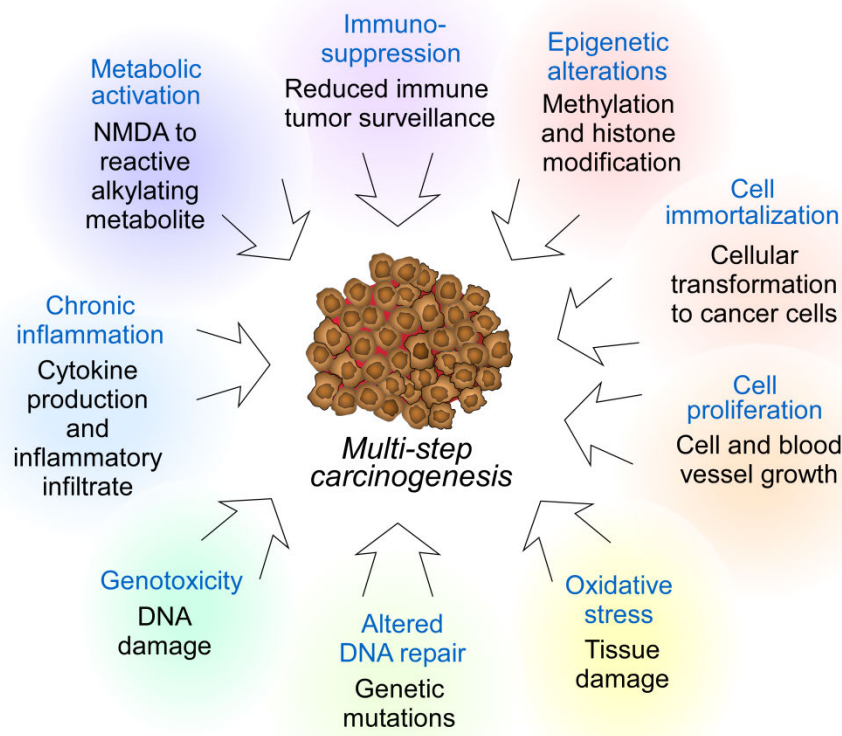 Immuno-
suppression
Reduced immune
tumor surveillance
Epigenetic
alterations
Methylation
and histone
modification
Cell
immortalization
Cellular
transformation
to cancer cells
Cell
proliferation
Cell and blood
vessel growth
Oxidative
stress
Tissue
damage
Altered
DNA repair
Genetic
mutations
Genotoxicity
DNA
damage
Chronic
inflammation
Cytokine
production
and
inflammatory
infiltrate
Metabolic
activation
NMDA to
reactive
alkylating
metabolite
Multi-step
carcinogenesis